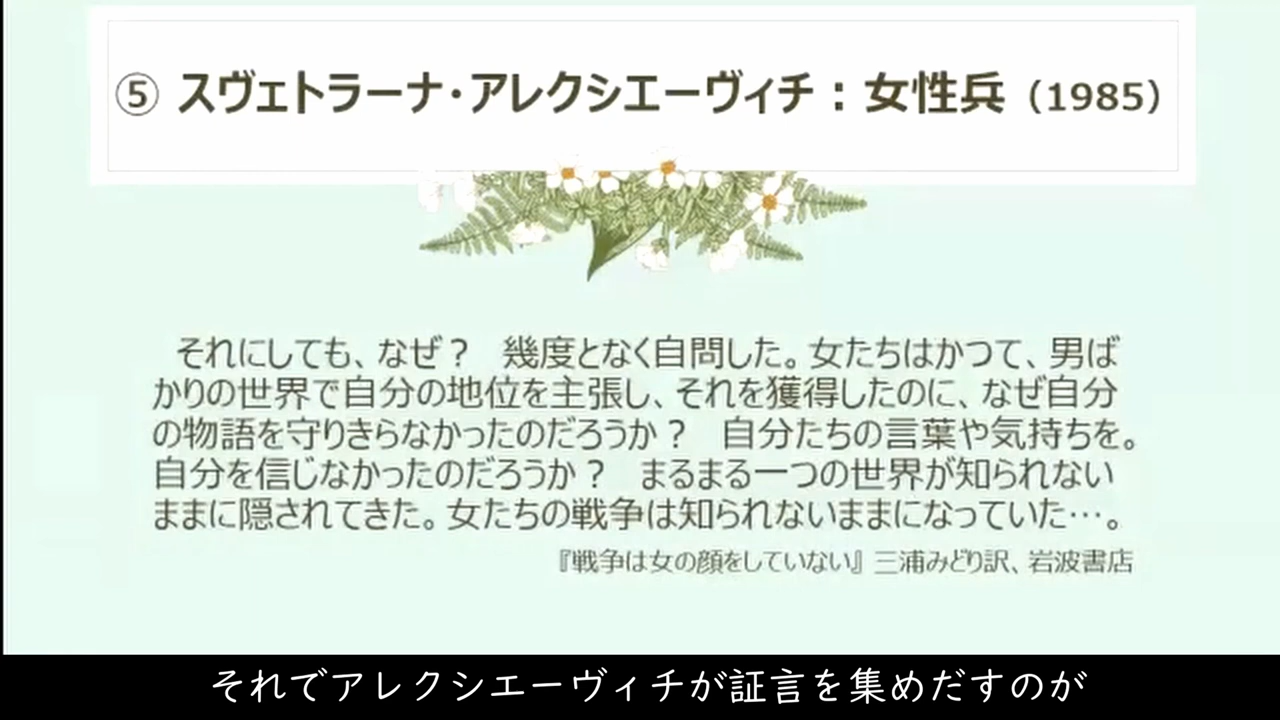 ⑤ スヴェトラーナ・アレクシエーヴィチ：女性兵（1985）
それにしても、なぜ？　幾度となく自問した。女たちはかつて、男ば
かりの世界で自分の地位を主張し、それを獲得したのに、なぜ自分
の物語を守りきらなかったのだろうか？　自分たちの言葉や気持ちを。
自分を信じなかったのだろうか？　まるまる一つの世界が知られない
ままに隠されてきた。女たちの戦争は知られないままになっていた…。
『戦争は女の顔をしていない』三浦みどり訳、岩波書店
それでアレクシエーヴィチが証言を集めだすのが